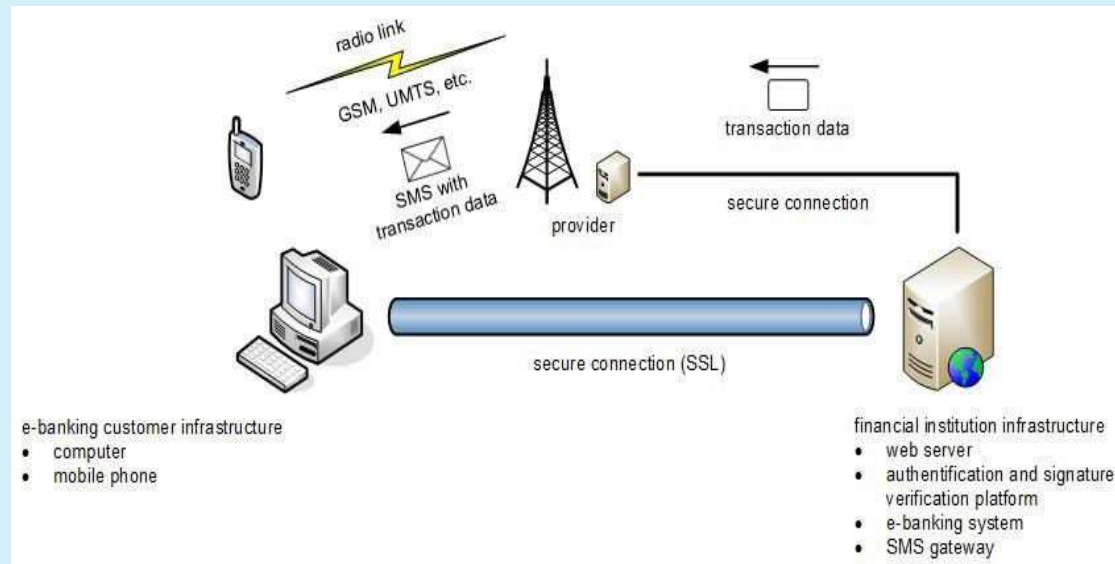 radio link
GSM, UMTS, etc.
SMS with
transaction data
transaction data
provider
secure connection
secure connection (SSL)
e-banking customer infrastructure
• computer
• mobile phone
financial institution infrastructure
• web server
• authentification and signature
verification platform
• e-banking system
• SMS gateway